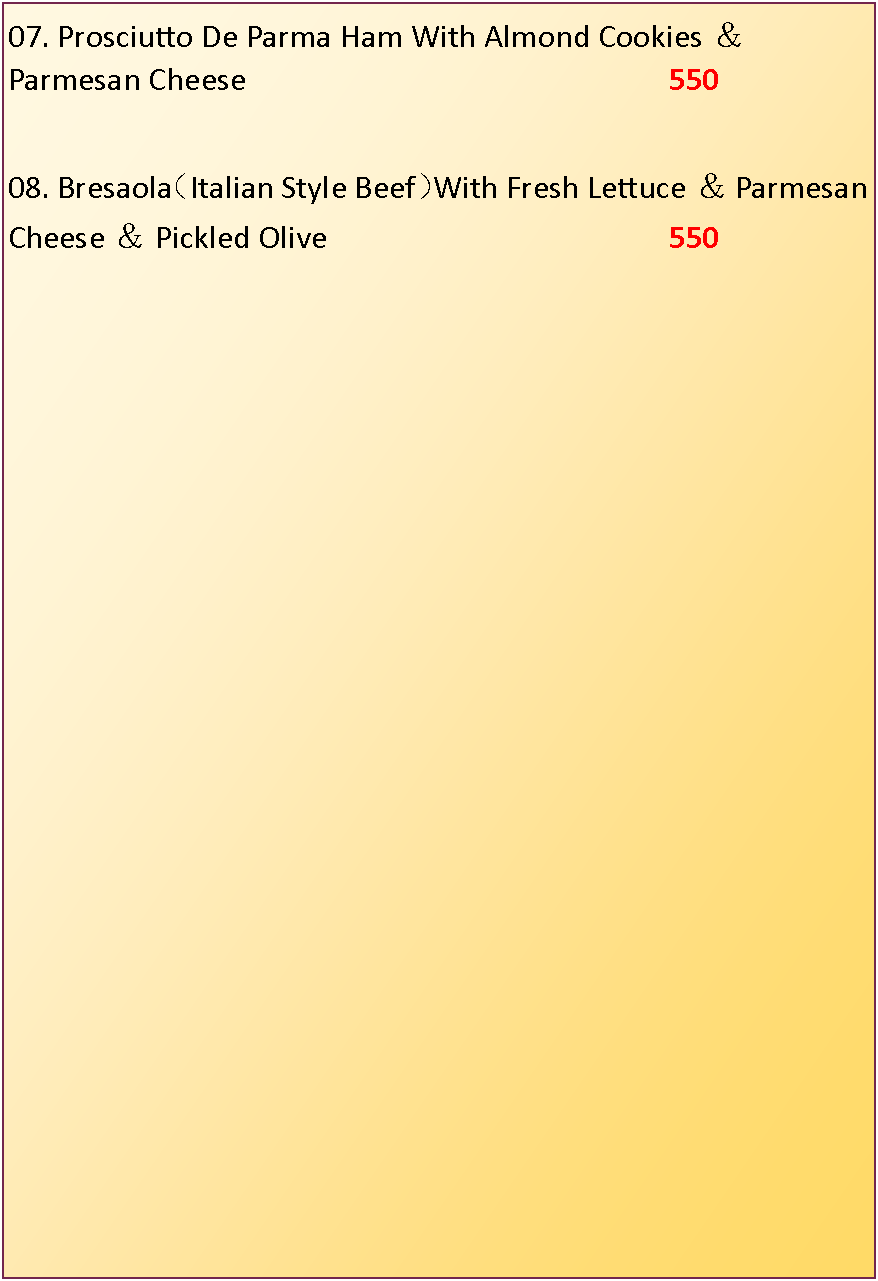 07. Prosciutto De Parma Ham With Almond Cookies ＆
Parmesan Cheese 550
08. Bresaola（Italian Style Beef）With Fresh Lettuce ＆ Parmesan
Cheese ＆ Pickled Olive 550